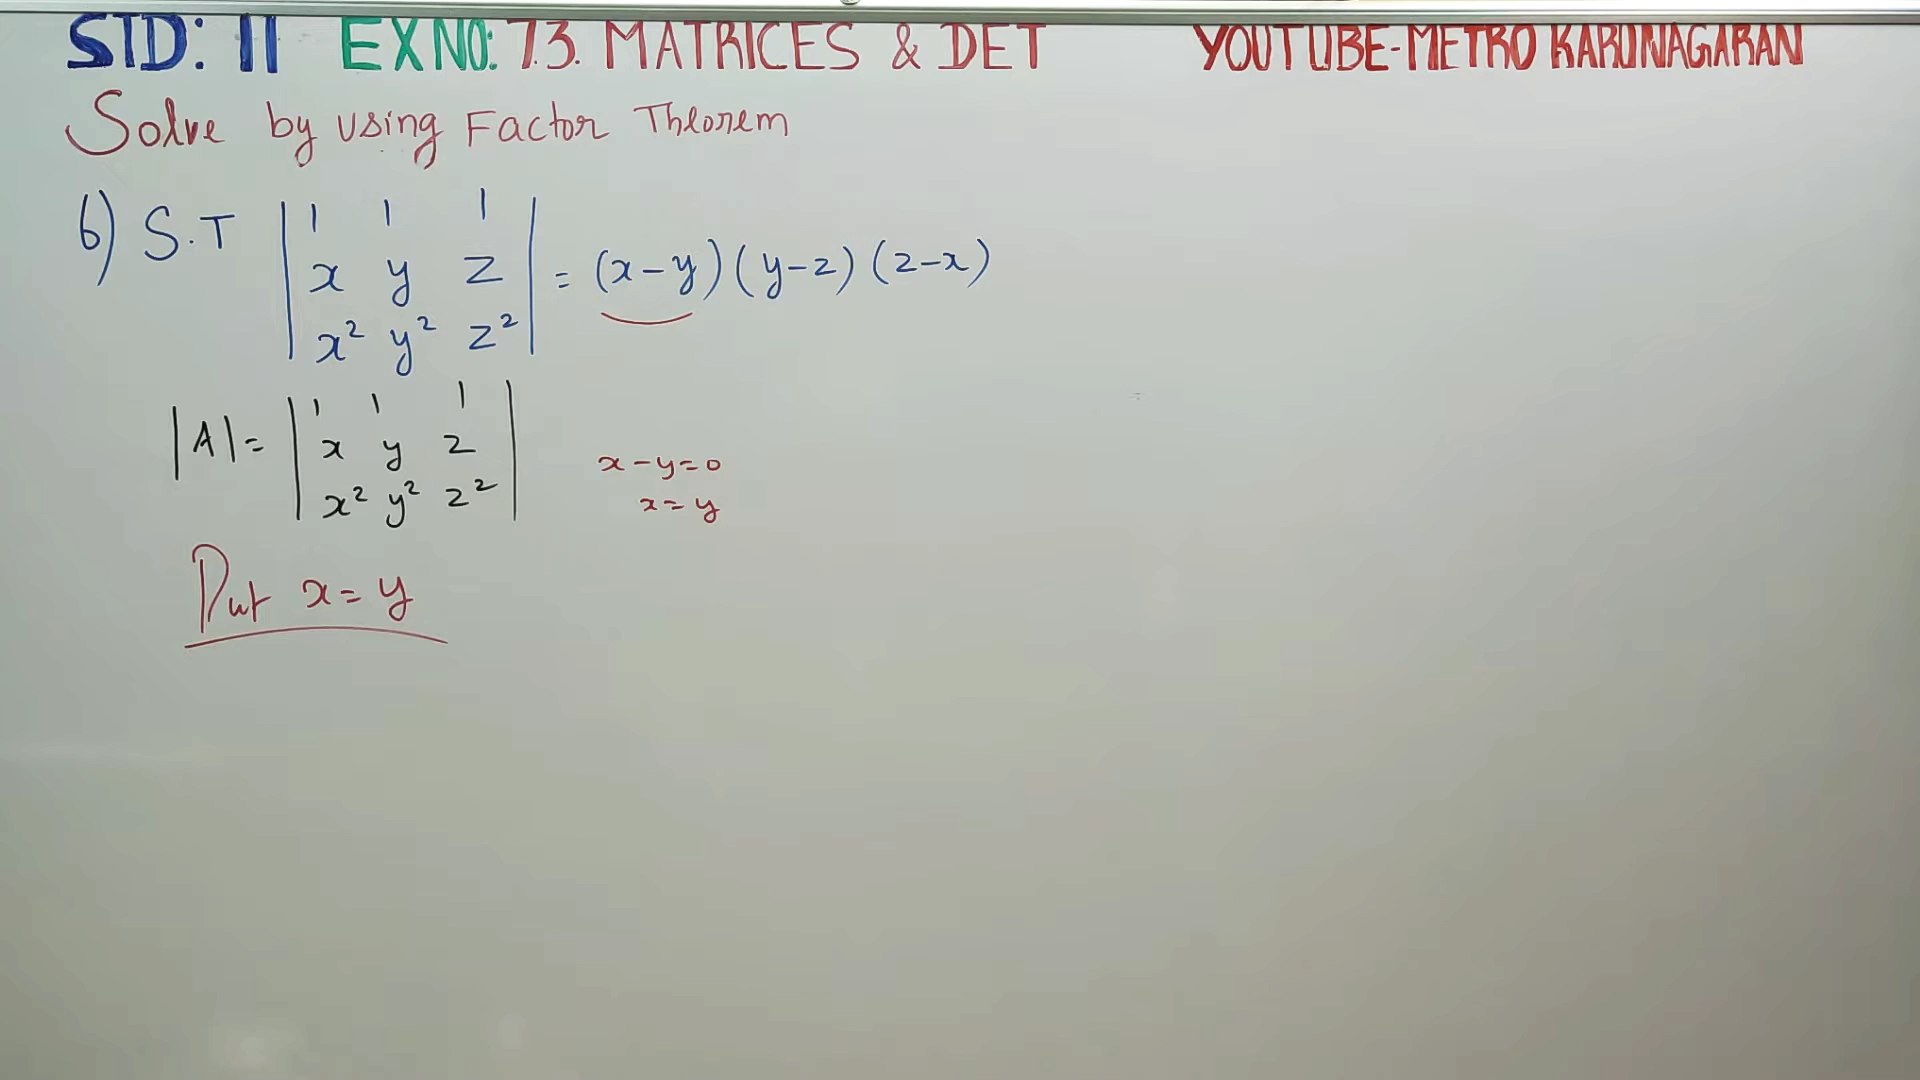 STD: 11 EX NO: 7.3. MATRICES & DET YOUTUBE-METRO KARUNAGARAN
Solve by using Factor Theorem
6) S.T | 1 1 1 |
| x y z | = (x-y)(y-z)(z-x)
| x² y² z² |
|A| = | 1 1 1 |
| x y z |
| x² y² z² |
x-y=0
x=y
Put x=y